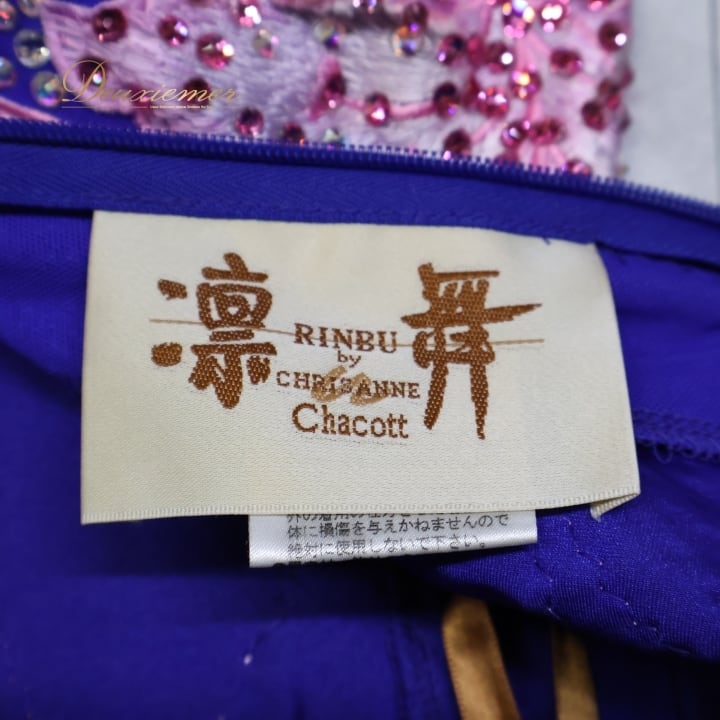 Deuxiemer
凛 舞
RINBU
by
CHRISANNE
Chacott
体に損傷を与えかねませんので
絶対に使用しないで下さい。